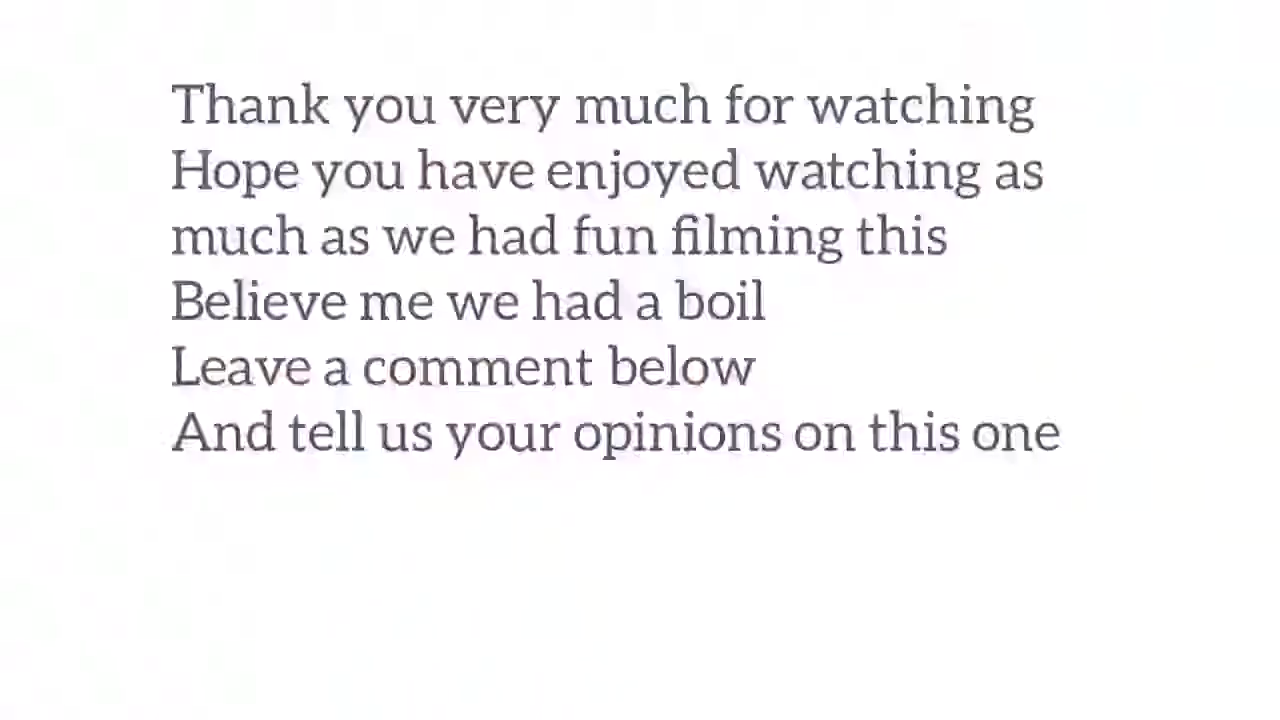 Thank you very much for watching
Hope you have enjoyed watching as
much as we had fun filming this
Believe me we had a boil
Leave a comment below
And tell us your opinions on this one